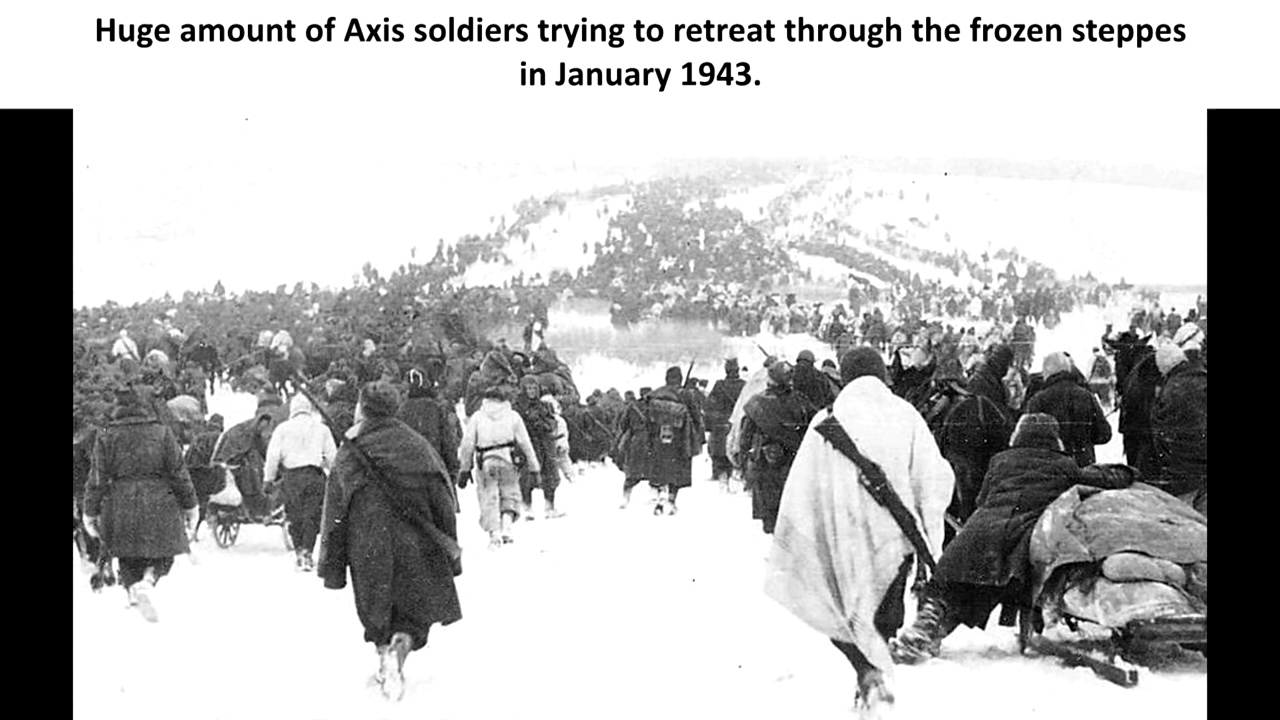 Huge amount of Axis soldiers trying to retreat through the frozen steppes
in January 1943.